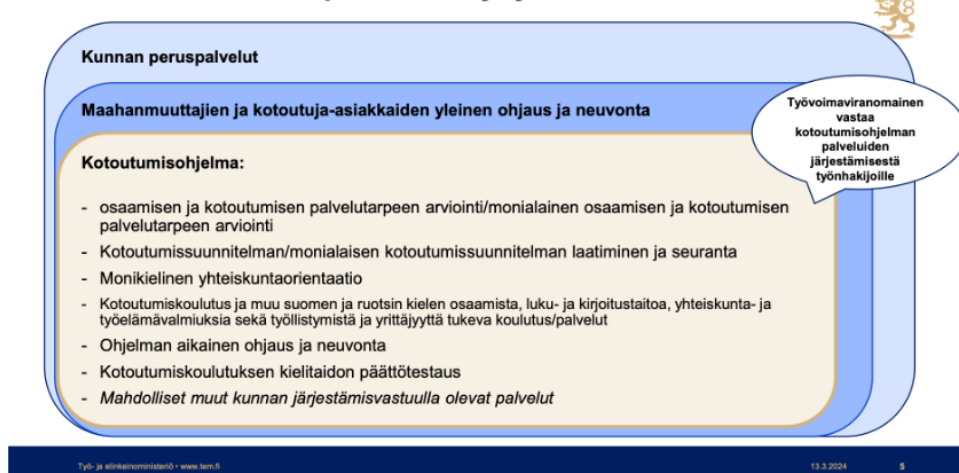 Kunnan peruspalvelut
Maahanmuuttajien ja kotoutuja-asiakkaiden yleinen ohjaus ja neuvonta
Työvoimaviranomainen
vastaa
kotoutumisohjelman
palveluiden
järjestämisestä
työnhakijoille
Kotoutumisohjelma:
- osaamisen ja kotoutumisen palvelutarpeen arviointi/monialainen osaamisen ja kotoutumisen
palvelutarpeen arviointi
- Kotoutumissuunnitelman/monialaisen kotoutumissuunnitelman laatiminen ja seuranta
- Monikielinen yhteiskuntaorientaatio
- Kotoutumiskoulutus ja muu suomen ja ruotsin kielen osaamista, luku- ja kirjoitustaitoa, yhteiskunta- ja
työelämävalmiuksia sekä työllistymistä ja yrittäjyyttä tukeva koulutus/palvelut
- Ohjelman aikainen ohjaus ja neuvonta
- Kotoutumiskoulutuksen kielitaidon päättötestaus
- Mahdolliset muut kunnan järjestämisvastuulla olevat palvelut
Työ- ja elinkeinoministeriö • www.tem.fi
13.3.2024
5